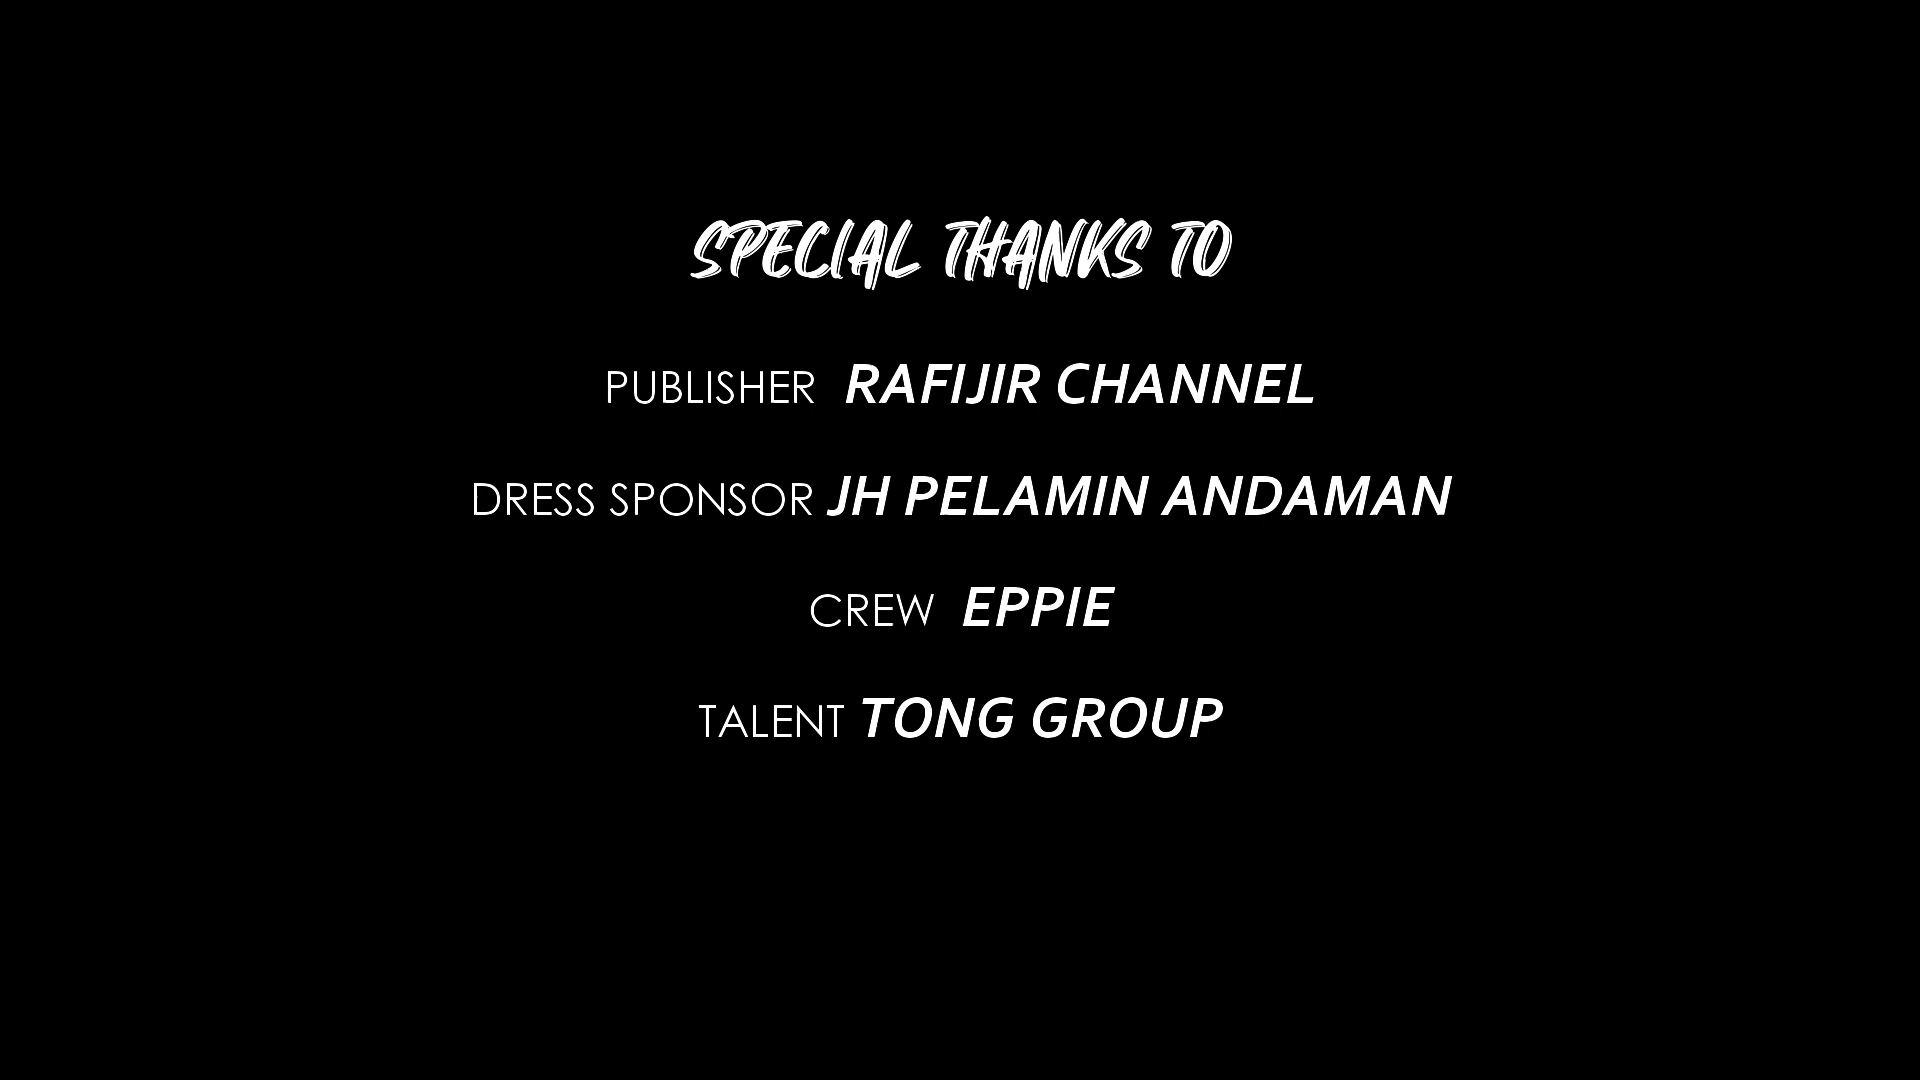 SPECIAL THANKS TO
PUBLISHER RAFIJIR CHANNEL
DRESS SPONSOR JH PELAMIN ANDAMAN
CREW EPPIE
TALENT TONG GROUP